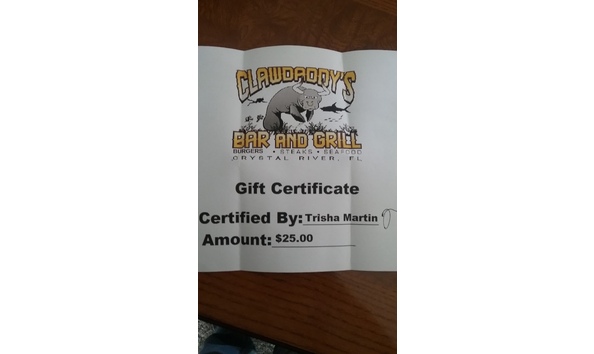 CLAWDADDY'S
BAR AND GRILL
BURGERS • STEAKS • SEAFOOD
CRYSTAL RIVER, FL
Gift Certificate
Certified By: Trisha Martin
Amount: $25.00